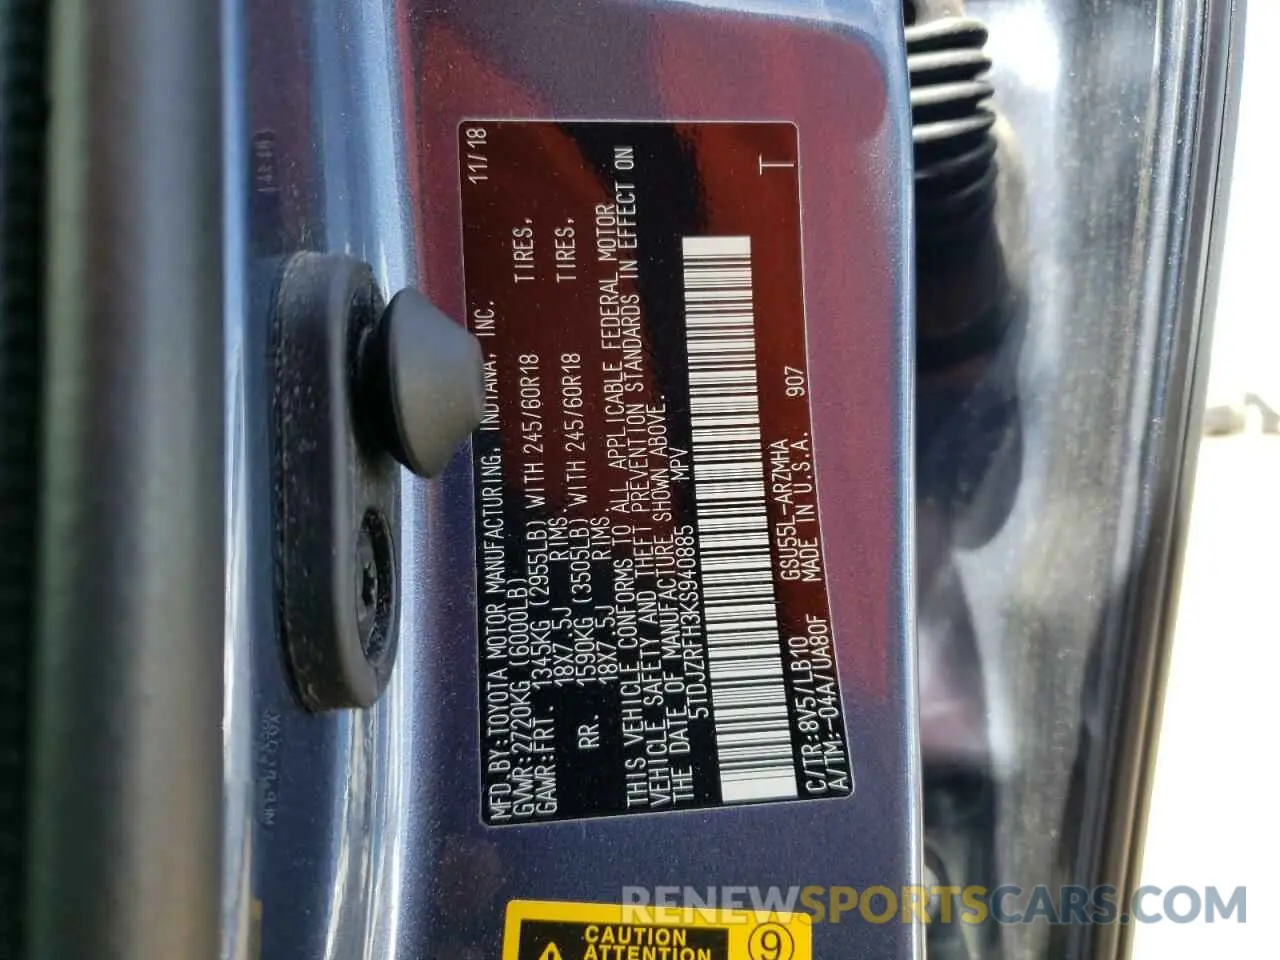 MFD.BY:TOYOTA MOTOR MANUFACTURING, INDIANA, INC. 11/18
GVWR:2720KG (6000LB)
GAWR:FRT. 1345KG (2955LB) WITH 245/60R18 TIRES,
18X7.5J RIMS,
RR. 1590KG (3505LB) WITH 245/60R18 TIRES,
18X7.5J RIMS.
THIS VEHICLE CONFORMS TO ALL APPLICABLE FEDERAL MOTOR
VEHICLE SAFETY AND THEFT PREVENTION STANDARDS IN EFFECT ON
THE DATE OF MANUFACTURE SHOWN ABOVE.
5TDJZRFH3KS940885 MPV
T
C/TR:8V5/LB10 GSU55L-ARZMHA
A/TM:-04A/UA80F MADE IN U.S.A. 907
CAUTION
ATTENTION
9
RENEWSPORTSCARS.COM